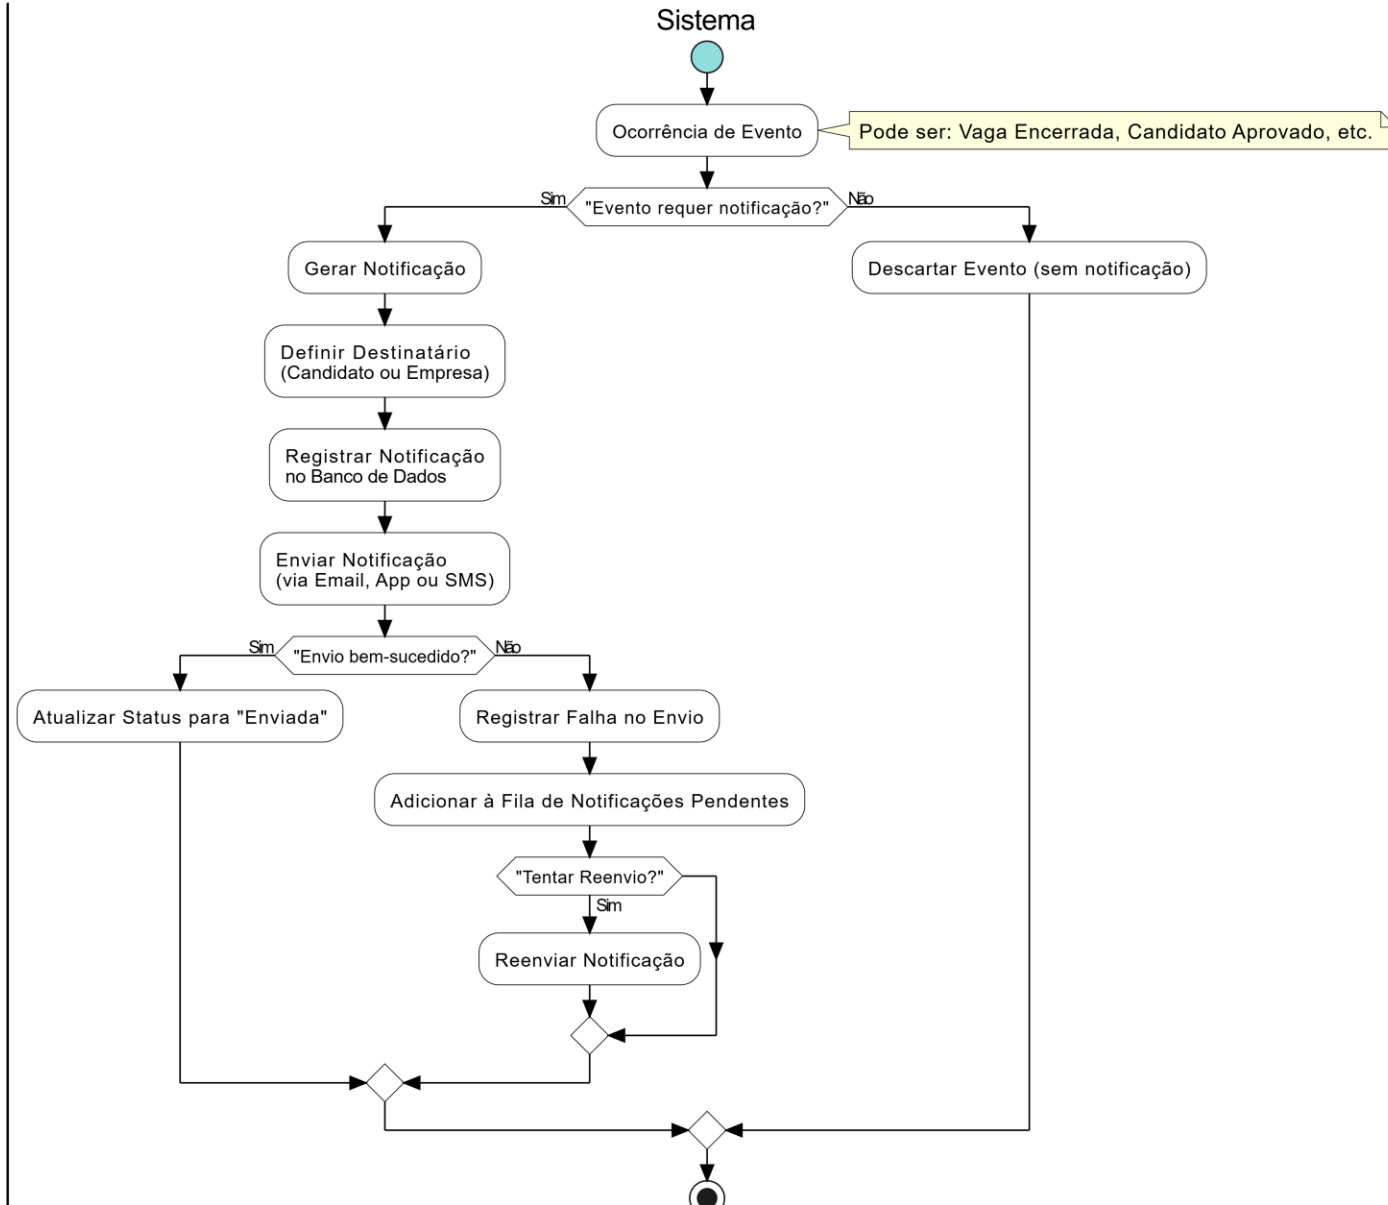 Sistema
Ocorrência de Evento
Pode ser: Vaga Encerrada, Candidato Aprovado, etc.
Sim
"Evento requer notificação?"
Não
Gerar Notificação
Descartar Evento (sem notificação)
Definir Destinatário
(Candidato ou Empresa)
Registrar Notificação
no Banco de Dados
Enviar Notificação
(via Email, App ou SMS)
Sim
"Envio bem-sucedido?"
Não
Atualizar Status para "Enviada"
Registrar Falha no Envio
Adicionar à Fila de Notificações Pendentes
"Tentar Reenvio?"
Sim
Reenviar Notificação